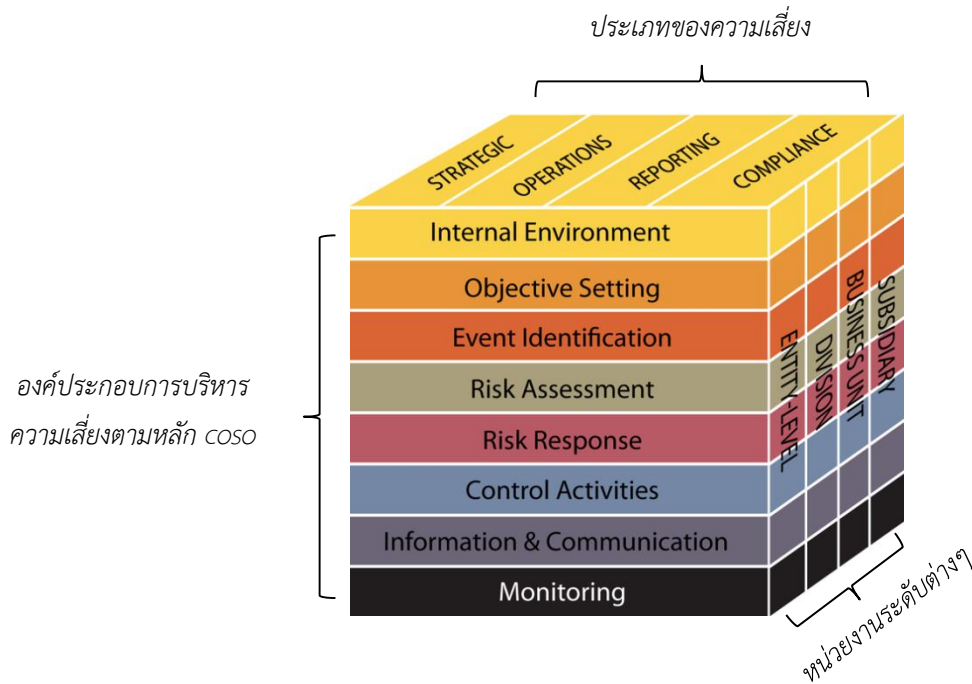 ประเภทของความเสี่ยง
STRATEGIC
OPERATIONS
REPORTING
COMPLIANCE
Internal Environment
Objective Setting
Event Identification
Risk Assessment
Risk Response
Control Activities
Information & Communication
Monitoring
ENTITY-LEVEL
DIVISION
BUSINESS UNIT
SUBSIDIARY
องค์ประกอบการบริหาร
ความเสี่ยงตามหลัก COSO
หน่วยงานระดับต่างๆ